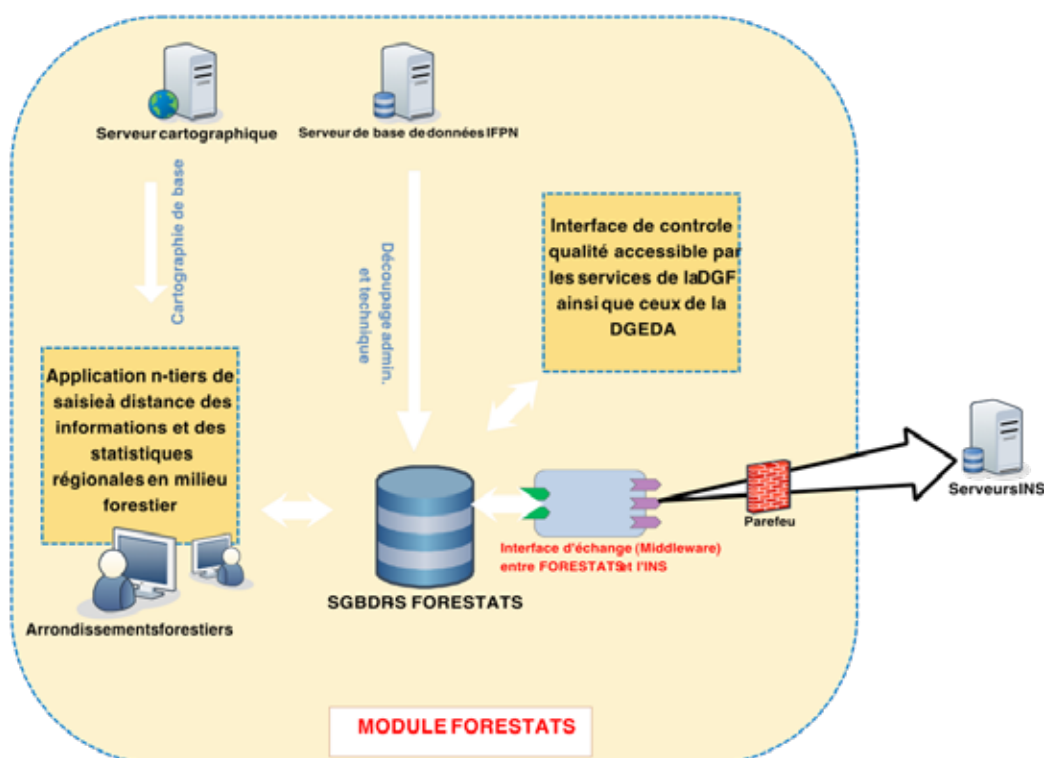 Serveur cartographique
Serveur de base de données IFPN
Cartographie de base
Découpage admin.
et technique
Interface de controle
qualité accessible par
les services de laDGF
ainsi que ceux de la
DGEDA
Application n-tiers de
saisieà distance des
informations et des
statistiques
régionales en milieu
forestier
ServeursINS
Parefeu
Interface d'échange (Middleware)
entre FORESTATSet l'INS
SGBDRS FORESTATS
Arrondissementsforestiers
MODULE FORESTATS